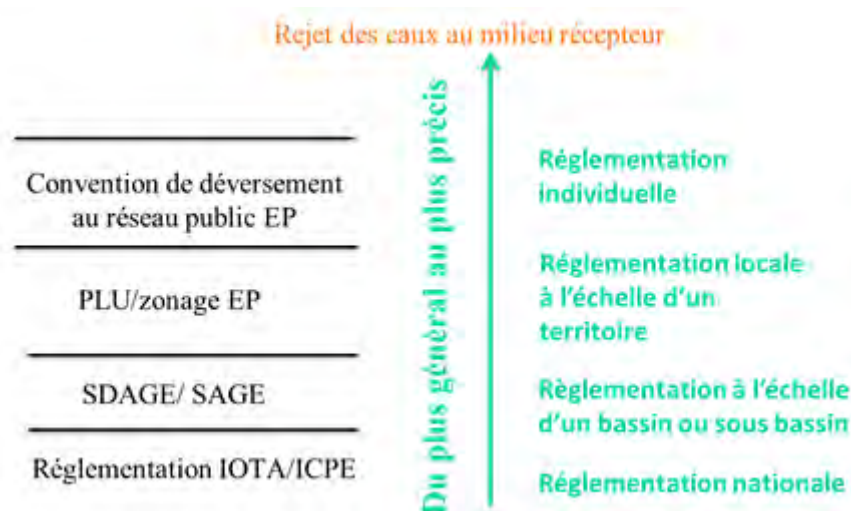 Rejet des eaux au milieu récepteur
Convention de déversement
au réseau public EP
PLU/zonage EP
SDAGE/ SAGE
Réglementation IOTA/ICPE
Du plus général au plus précis
Réglementation
individuelle
Réglementation locale
à l'échelle d'un
territoire
Règlementation à l'échelle
d'un bassin ou sous bassin
Réglementation nationale